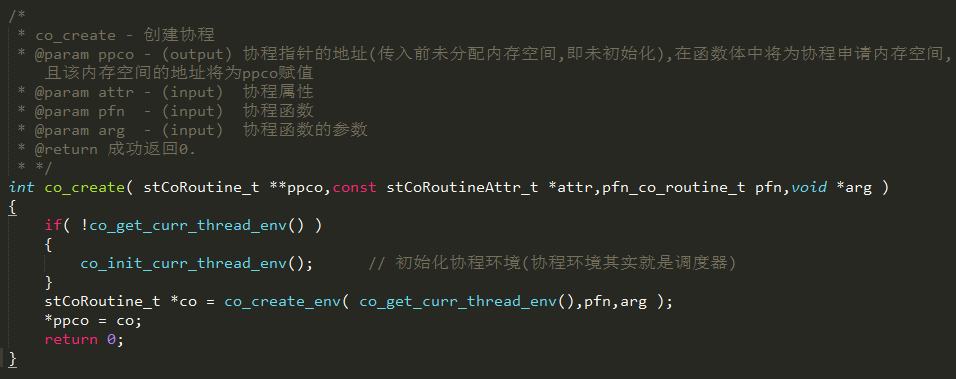 /*
 * co_create - 创建协程
 * @param ppco - (output) 协程指针的地址(传入前未分配内存空间,即未初始化),在函数体中将为协程申请内存空间,
且该内存空间的地址将为ppco赋值
 * @param attr - (input)  协程属性
 * @param pfn  - (input)  协程函数
 * @param arg  - (input)  协程函数的参数
 * @return 成功返回0.
 * */
int co_create( stCoRoutine_t **ppco,const stCoRoutineAttr_t *attr,pfn_co_routine_t pfn,void *arg )
{
    if( !co_get_curr_thread_env() )
    {
        co_init_curr_thread_env();      // 初始化协程环境(协程环境其实就是调度器)
    }
    stCoRoutine_t *co = co_create_env( co_get_curr_thread_env(),pfn,arg );
    *ppco = co;
    return 0;
}